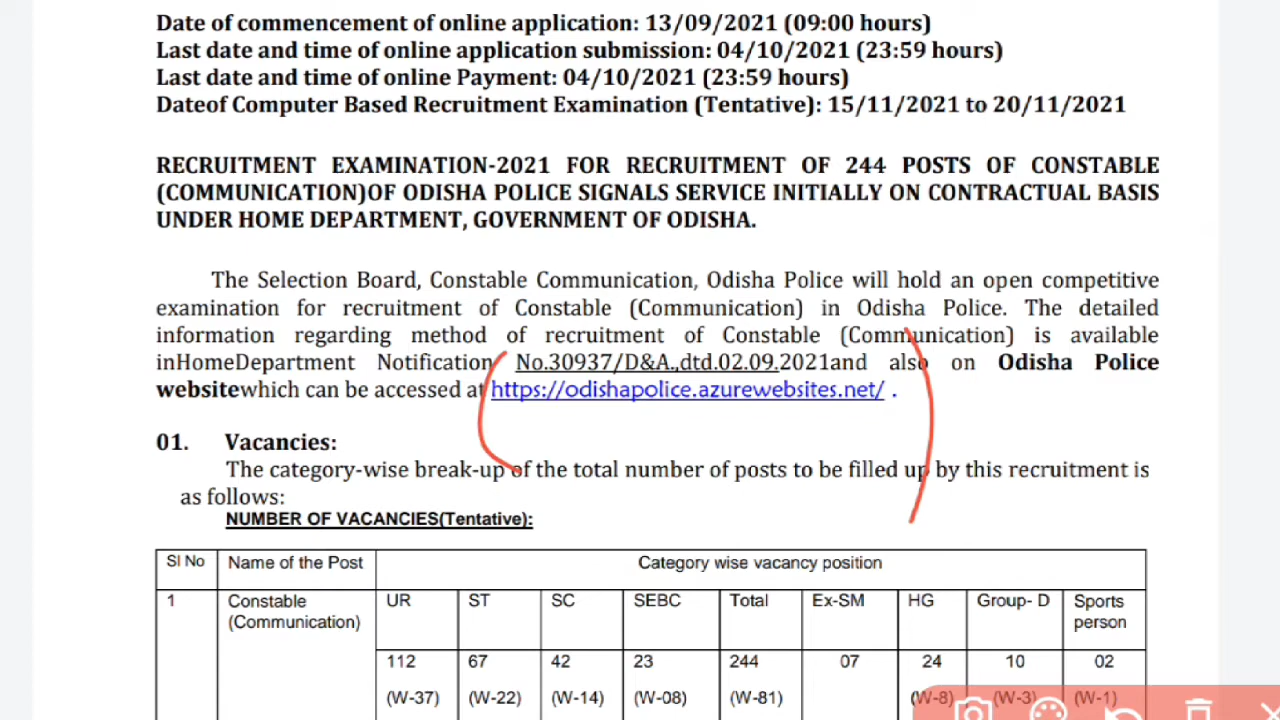 Date of commencement of online application: 13/09/2021 (09:00 hours)
Last date and time of online application submission: 04/10/2021 (23:59 hours)
Last date and time of online Payment: 04/10/2021 (23:59 hours)
Dateof Computer Based Recruitment Examination (Tentative): 15/11/2021 to 20/11/2021
RECRUITMENT EXAMINATION-2021 FOR RECRUITMENT OF 244 POSTS OF CONSTABLE
(COMMUNICATION)OF ODISHA POLICE SIGNALS SERVICE INITIALLY ON CONTRACTUAL BASIS
UNDER HOME DEPARTMENT, GOVERNMENT OF ODISHA.
The Selection Board, Constable Communication, Odisha Police will hold an open competitive
examination for recruitment of Constable (Communication) in Odisha Police. The detailed
information regarding method of recruitment of Constable (Communication) is available
inHomeDepartment Notification No.30937/D&A.,dtd.02.09.2021and also on Odisha Police
websitewhich can be accessed at https://odishapolice.azurewebsites.net/ .
01. Vacancies:
The category-wise break-up of the total number of posts to be filled up by this recruitment is
as follows:
NUMBER OF VACANCIES(Tentative):
Sl No Name of the Post Category wise vacancy position
1 Constable (Communication) UR ST SC SEBC Total Ex-SM HG Group- D Sports person
112 67 42 23 244 07 24 10 02
(W-37) (W-22) (W-14) (W-08) (W-81) (W-8) (W-3) (W-1)